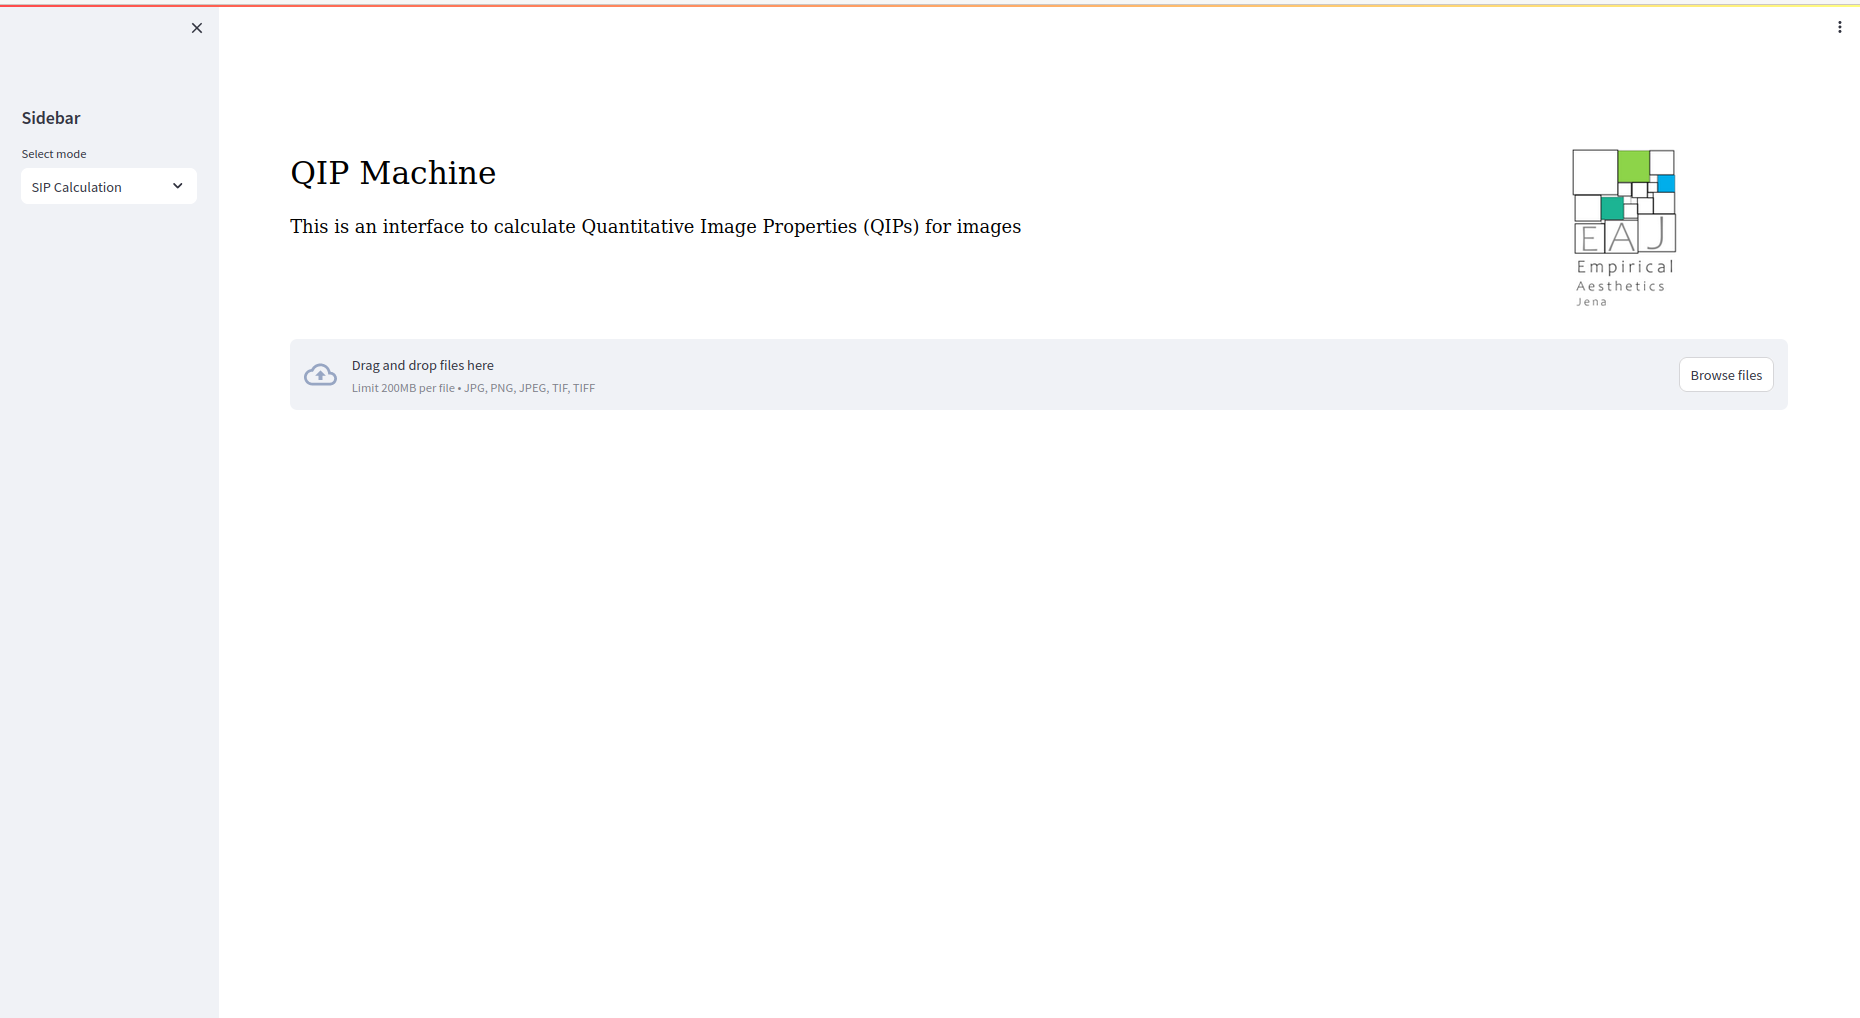 Sidebar
Select mode
SIP Calculation
QIP Machine
This is an interface to calculate Quantitative Image Properties (QIPs) for images
E A J
Empirical
Aesthetics
Jena
Drag and drop files here
Limit 200MB per file • JPG, PNG, JPEG, TIF, TIFF
Browse files